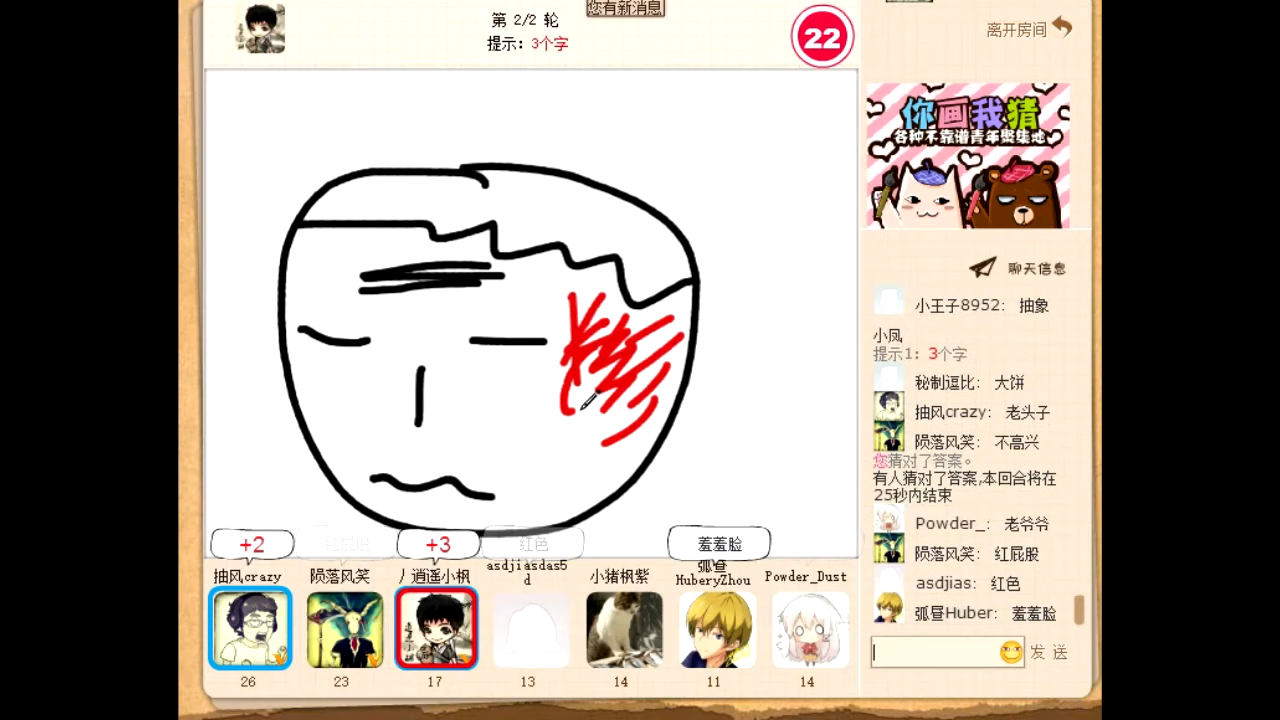 第 2/2 轮
您有新消息
提示：3个字
22
离开房间
你画我猜
各种不靠谱青年聚集地
聊天信息
小王子8952： 抽象
小凤
提示1：3个字
秘制逗比： 大饼
抽风crazy： 老头子
陨落风笑： 不高兴
您猜对了答案。
有人猜对了答案,本回合将在
25秒内结束
Powder_： 老爷爷
陨落风笑： 红屁股
asdjias： 红色
弧昼Huber： 羞羞脸
发 送
+2
红屁股
+3
红色
羞羞脸
抽风crazy
陨落风笑
丿逍遥小枫
asdjiasdas5
d
小猪枫紫
弧昼
HuberyZhou
Powder_Dust
26
23
17
13
14
11
14